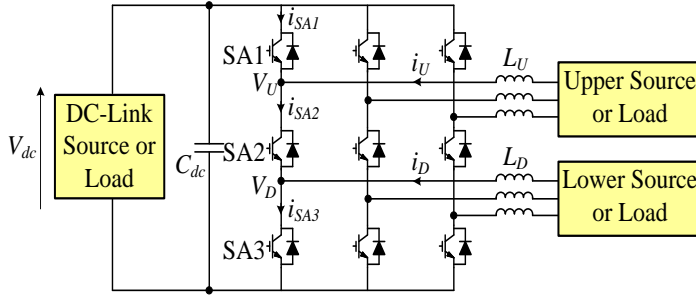 i_SA1
SA1
L_U
i_U
V_U
Upper Source
or Load
DC-Link
Source or
Load
V_dc
C_dc
i_SA2
SA2
L_D
i_D
V_D
Lower Source
or Load
i_SA3
SA3